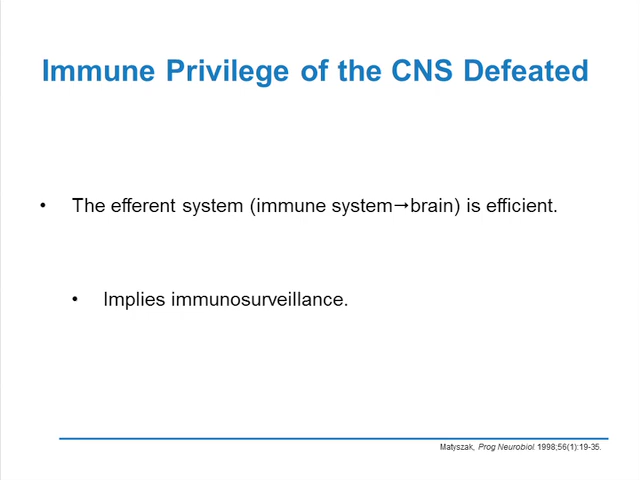 Immune Privilege of the CNS Defeated
• The efferent system (immune system→brain) is efficient.
• Implies immunosurveillance.
Matyszak, Prog Neurobiol. 1998;56(1):19-35.